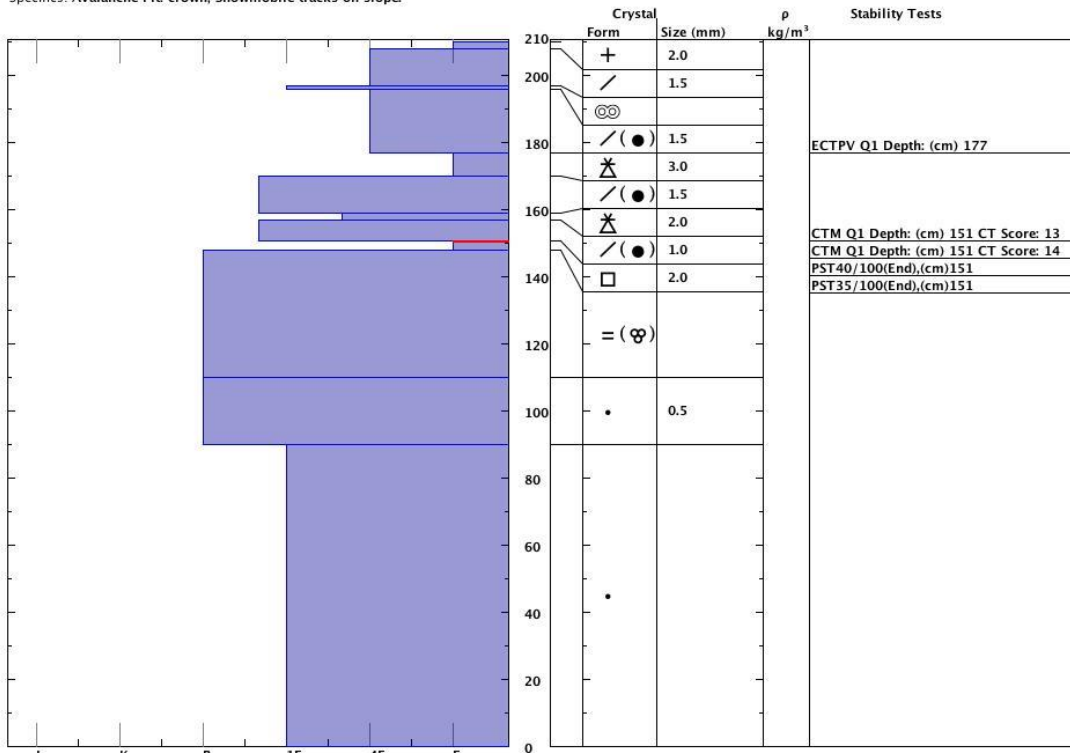 Specifics: Avalanche Pit: crown, Snowmobile tracks on slope.
Crystal ρ Stability Tests
Form Size (mm) kg/m³
210
+ 2.0
200
/ 1.5
/ ( ● ) 1.5
180 ECTPV Q1 Depth: (cm) 177
3.0
/ ( ● ) 1.5
160
2.0
CTM Q1 Depth: (cm) 151 CT Score: 13
/ ( ● ) 1.0 CTM Q1 Depth: (cm) 151 CT Score: 14
PST40/100(End),(cm)151
140 2.0
PST35/100(End),(cm)151
120 = ( )
100 0.5
80
60
40
20
0